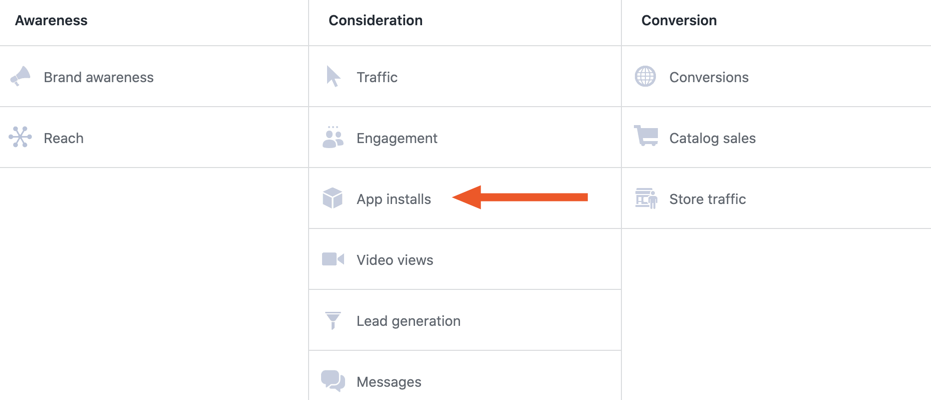 Awareness
Consideration
Conversion
Brand awareness
Traffic
Conversions
Reach
Engagement
Catalog sales
App installs
Store traffic
Video views
Lead generation
Messages